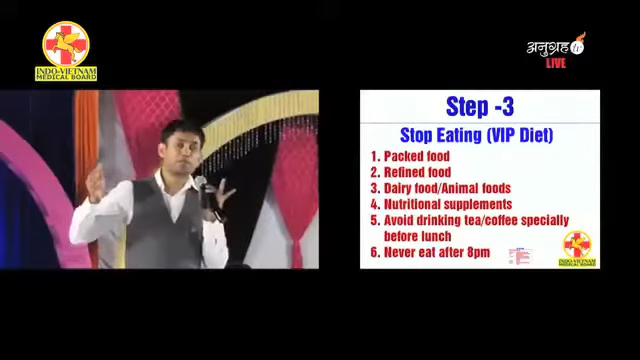 INDO-VIETNAM
MEDICAL BOARD
अनुग्रह tv
LIVE
Step -3
Stop Eating (VIP Diet)
1. Packed food
2. Refined food
3. Dairy food/Animal foods
4. Nutritional supplements
5. Avoid drinking tea/coffee specially
before lunch
6. Never eat after 8pm
INDO-VIETNAM
MEDICAL BOARD